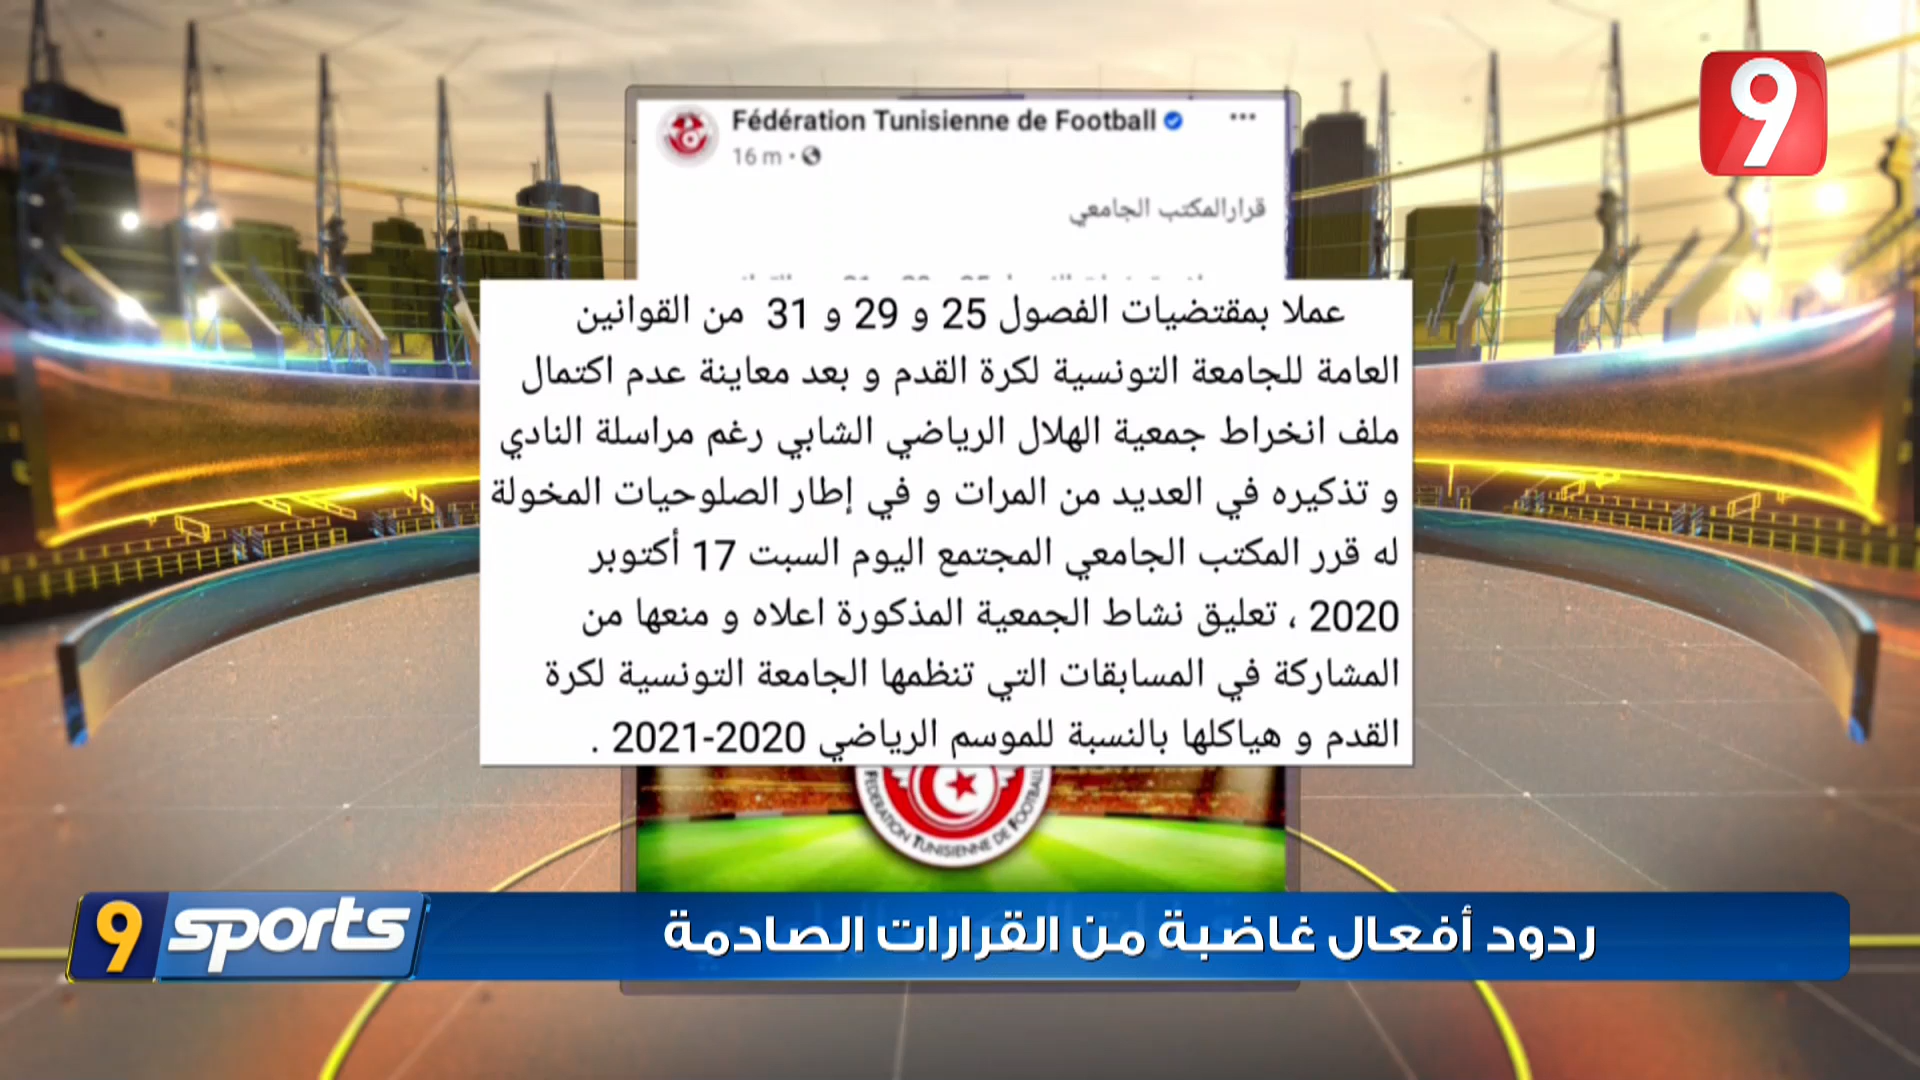 9
Fédération Tunisienne de Football
16 m
قرارالمكتب الجامعي
عملا بمقتضيات الفصول 25 و 29 و 31 من القوانين
العامة للجامعة التونسية لكرة القدم و بعد معاينة عدم اكتمال
ملف انخراط جمعية الهلال الرياضي الشابي رغم مراسلة النادي
و تذكيره في العديد من المرات و في إطار الصلوحيات المخولة
له قرر المكتب الجامعي المجتمع اليوم السبت 17 أكتوبر
2020 ، تعليق نشاط الجمعية المذكورة اعلاه و منعها من
المشاركة في المسابقات التي تنظمها الجامعة التونسية لكرة
القدم و هياكلها بالنسبة للموسم الرياضي 2020-2021 .
FEDERATION TUNISIENNE DE FOOTBALL
9 sports
ردود أفعال غاضبة من القرارات الصادمة